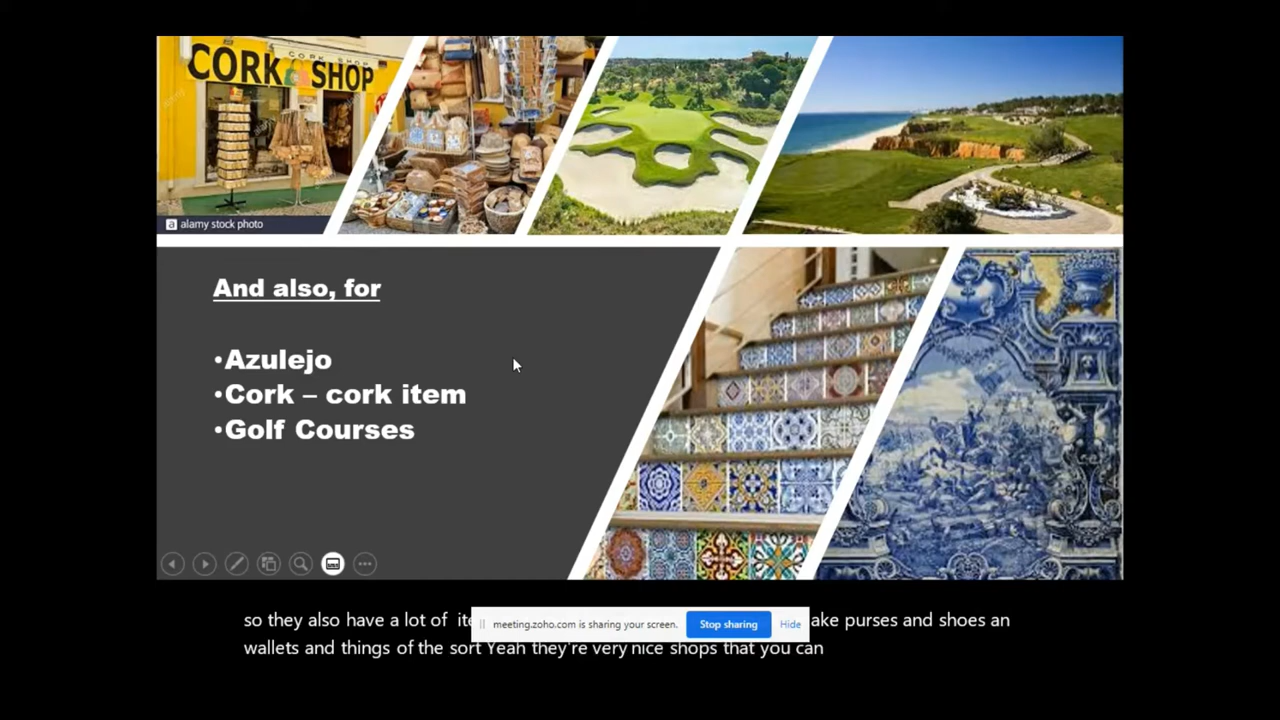 CORK SHOP
CORK SHOP
a alamy stock photo
And also, for
•Azulejo
•Cork – cork item
•Golf Courses
so they also have a lot of ake purses and shoes an
meeting.zoho.com is sharing your screen. Stop sharing Hide
wallets and things of the sort Yeah they're very nice shops that you can